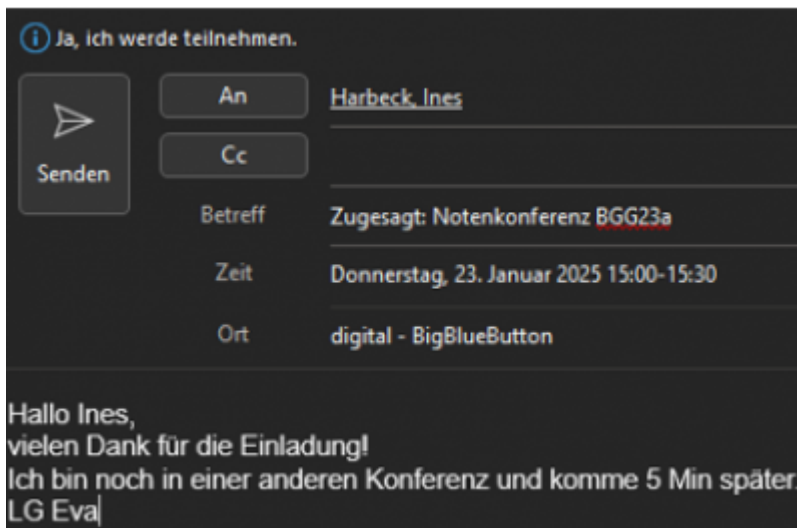 Ja, ich werde teilnehmen.
An Harbeck, Ines
Senden
Cc
Betreff Zugesagt: Notenkonferenz BGG23a
Zeit Donnerstag, 23. Januar 2025 15:00-15:30
Ort digital - BigBlueButton
Hallo Ines,
vielen Dank für die Einladung!
Ich bin noch in einer anderen Konferenz und komme 5 Min später.
LG Eva